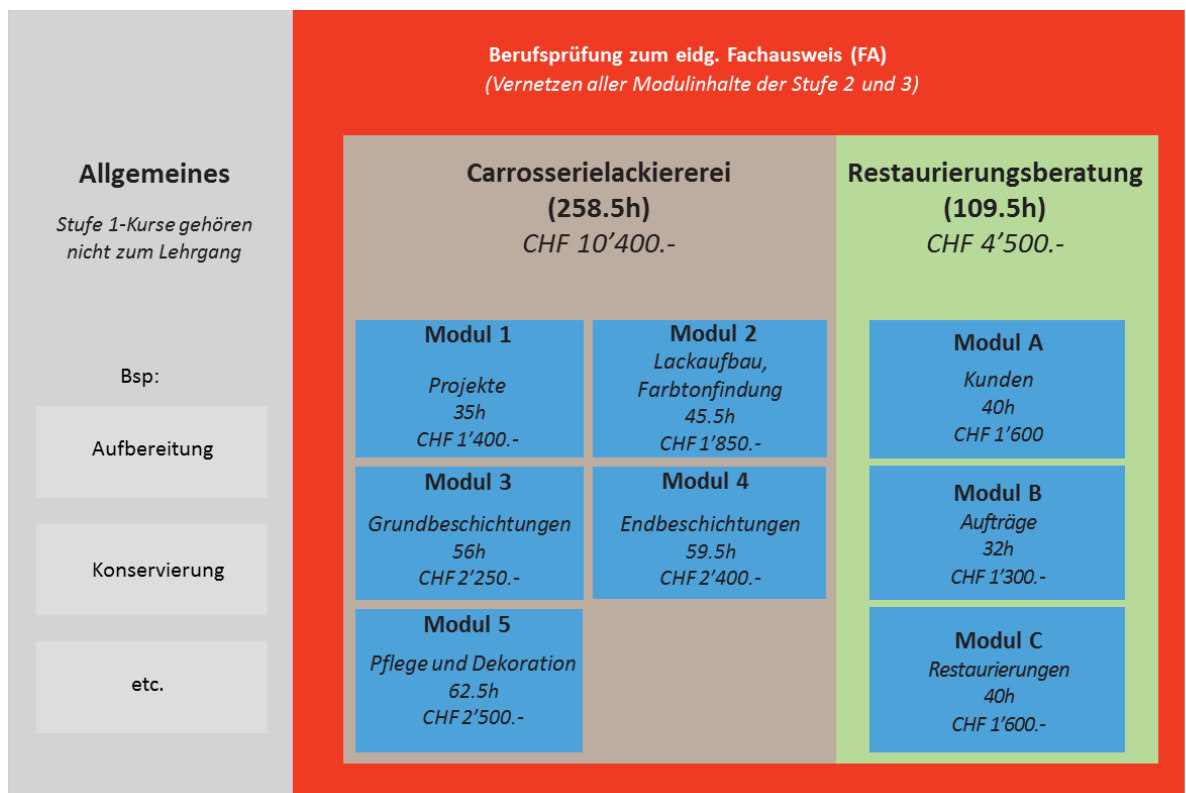 Berufsprüfung zum eidg. Fachausweis (FA)
(Vernetzen aller Modulinhalte der Stufe 2 und 3)
Allgemeines
Stufe 1-Kurse gehören
nicht zum Lehrgang
Bsp:
Aufbereitung
Konservierung
etc.
Carrosserielackiererei
(258.5h)
CHF 10’400.-
Modul 1
Projekte
35h
CHF 1’400.-
Modul 2
Lackaufbau,
Farbtonfindung
45.5h
CHF 1’850.-
Modul 3
Grundbeschichtungen
56h
CHF 2’250.-
Modul 4
Endbeschichtungen
59.5h
CHF 2’400.-
Modul 5
Pflege und Dekoration
62.5h
CHF 2’500.-
Restaurierungsberatung
(109.5h)
CHF 4’500.-
Modul A
Kunden
40h
CHF 1’600
Modul B
Aufträge
32h
CHF 1’300.-
Modul C
Restaurierungen
40h
CHF 1’600.-